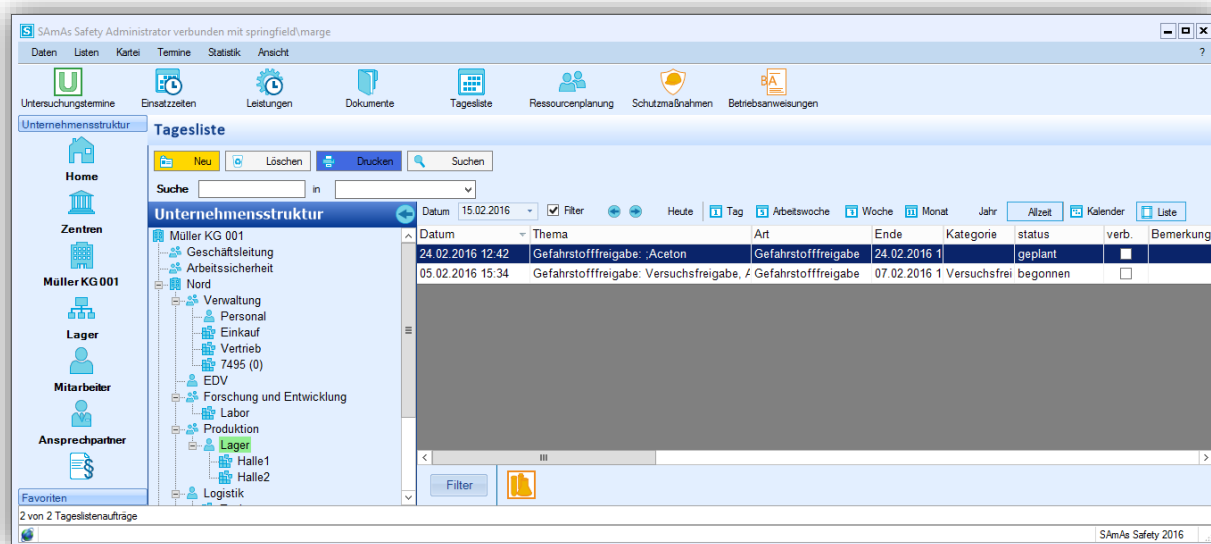 SAmAs Safety Administrator verbunden mit springfield\marge
Daten Listen Kartei Termine Statistik Ansicht ?
U BA
Untersuchungstermine Einsatzzeiten Leistungen Dokumente Tagesliste Ressourcenplanung Schutzmaßnahmen Betriebsanweisungen
Unternehmensstruktur
Home
Zentren
Müller KG 001
Lager
Mitarbeiter
Ansprechpartner
Favoriten
Tagesliste
Neu Löschen Drucken Suchen
Suche in
Unternehmensstruktur
Müller KG 001
Geschäftsleitung
Arbeitssicherheit
Nord
Verwaltung
Personal
Einkauf
Vertrieb
7495 (0)
EDV
Forschung und Entwicklung
Labor
Produktion
Lager
Halle1
Halle2
Logistik
Datum 15.02.2016 Filter Heute Tag Arbeitswoche Woche Monat Jahr Allzeit Kalender Liste
Datum Thema Art Ende Kategorie status verb. Bemerkung
24.02.2016 12:42 Gefahrstofffreigabe: ;Aceton Gefahrstofffreigabe 24.02.2016 1 geplant
05.02.2016 15:34 Gefahrstofffreigabe: Versuchsfreigabe, A Gefahrstofffreigabe 07.02.2016 1 Versuchsfrei begonnen
Filter
2 von 2 Tageslistenaufträge
SAmAs Safety 2016